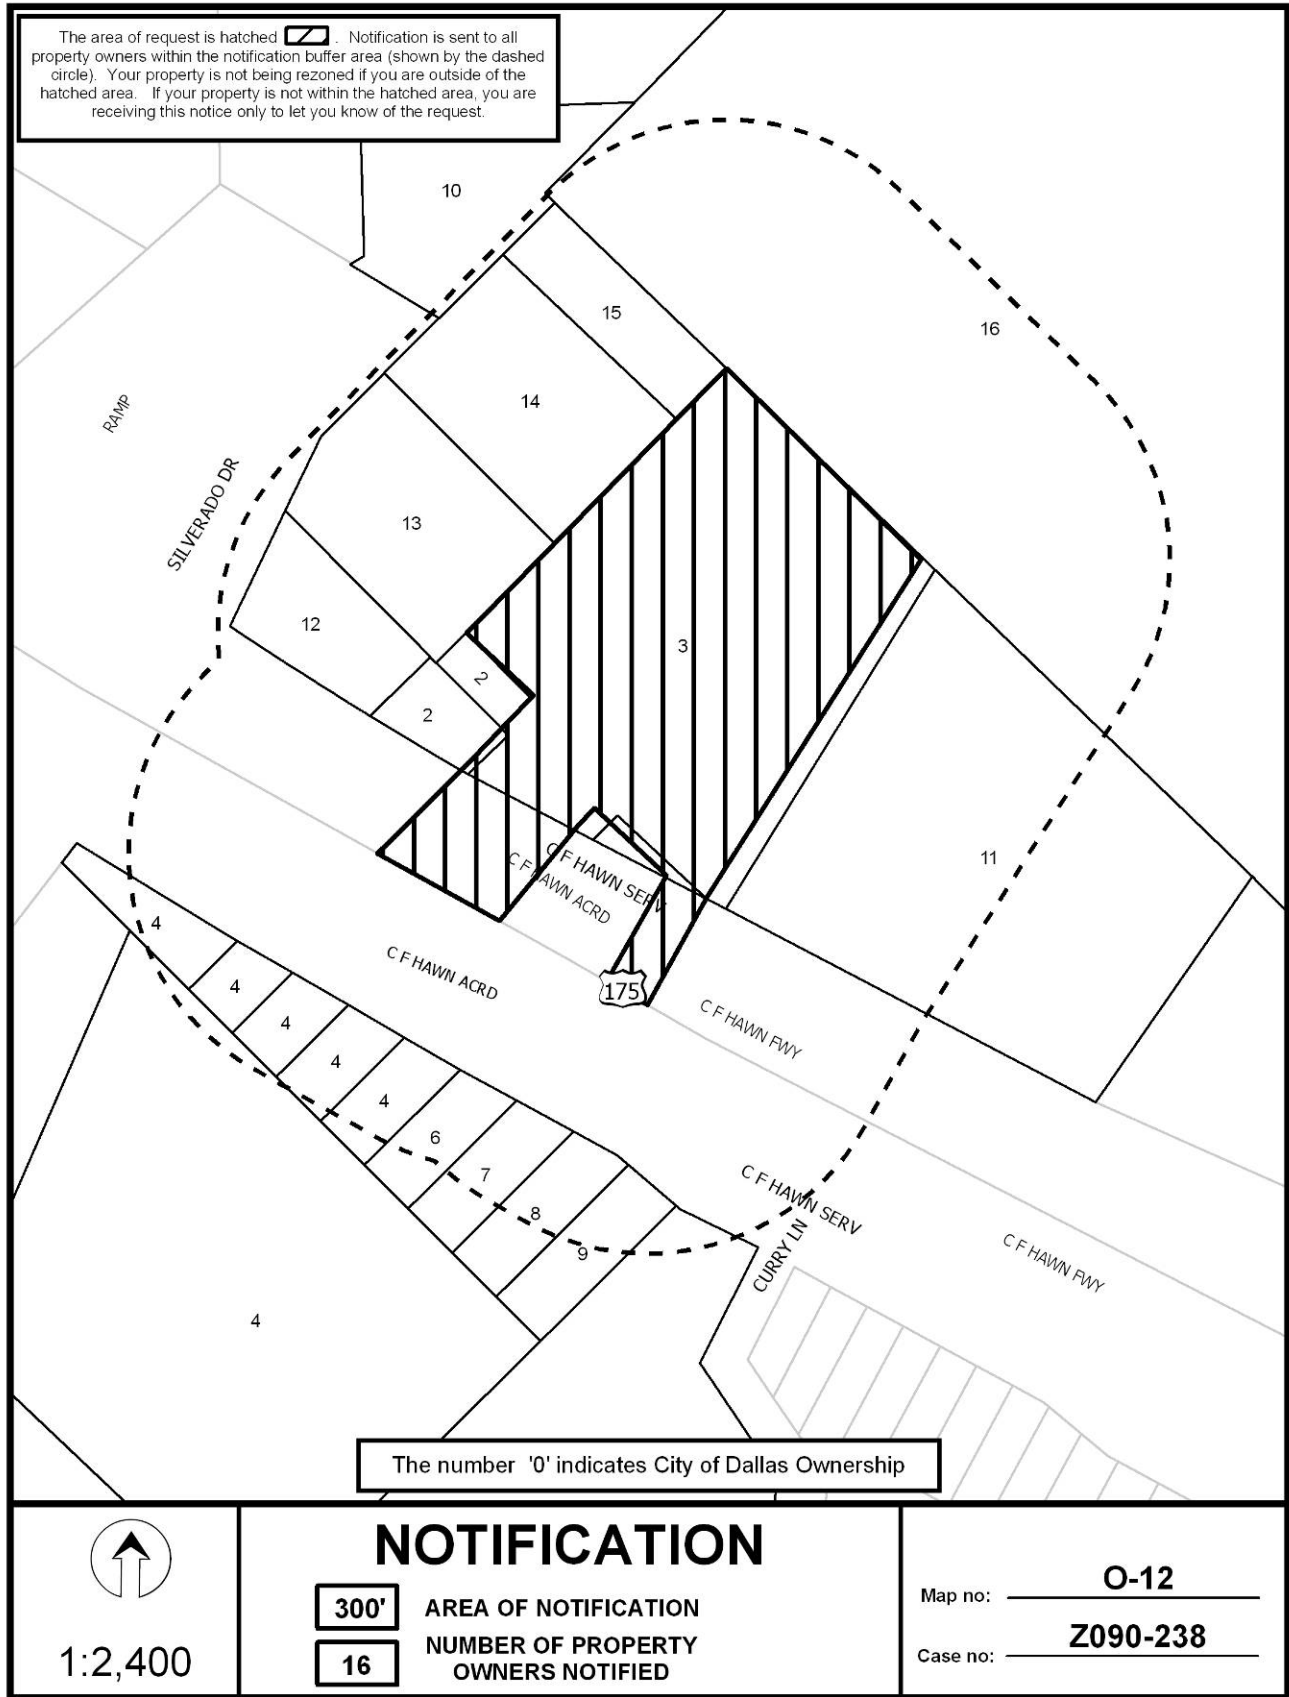 The area of request is hatched . Notification is sent to all
property owners within the notification buffer area (shown by the dashed
circle). Your property is not being rezoned if you are outside of the
hatched area. If your property is not within the hatched area, you are
receiving this notice only to let you know of the request.
10
15
16
14
RAMP
SILVERADO DR
13
12
3
2
2
11
C F HAWN SERV
C F HAWN ACRD
4
C F HAWN ACRD
4
175
4
C F HAWN FWY
4
4
6
7
8
9
C F HAWN SERV
CURRY LN
C F HAWN FWY
4
The number '0' indicates City of Dallas Ownership
1:2,400
NOTIFICATION
300' AREA OF NOTIFICATION
16 NUMBER OF PROPERTY
OWNERS NOTIFIED
Map no: O-12
Case no: Z090-238